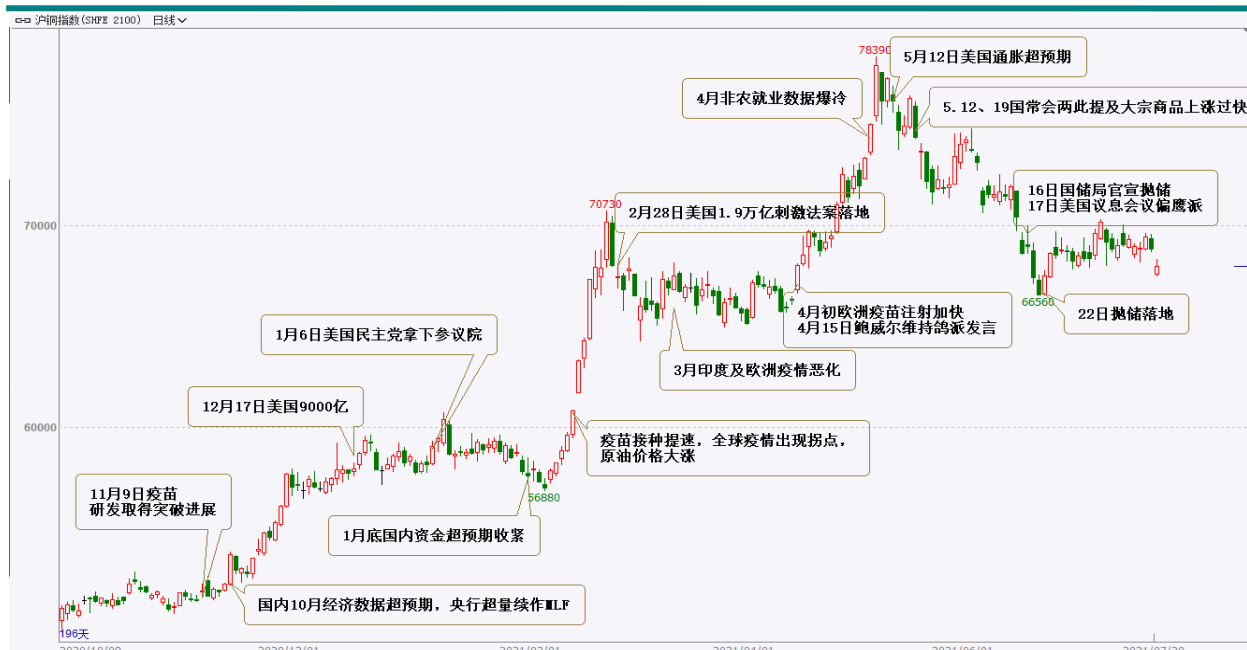 沪铜指数(SHFE 2100) 日线
78390
5月12日美国通胀超预期
4月非农就业数据爆冷
5.12、19国常会两此提及大宗商品上涨过快
16日国储局官宣抛储
17日美国议息会议偏鹰派
70730
2月28日美国1.9万亿刺激法案落地
70000
66560
22日抛储落地
4月初欧洲疫苗注射加快
4月15日鲍威尔维持鸽派发言
1月6日美国民主党拿下参议院
3月印度及欧洲疫情恶化
12月17日美国9000亿
60000
疫苗接种提速，全球疫情出现拐点，
原油价格大涨
11月9日疫苗
研发取得突破进展
56880
1月底国内资金超预期收紧
国内10月经济数据超预期，央行超量续作MLF
196天